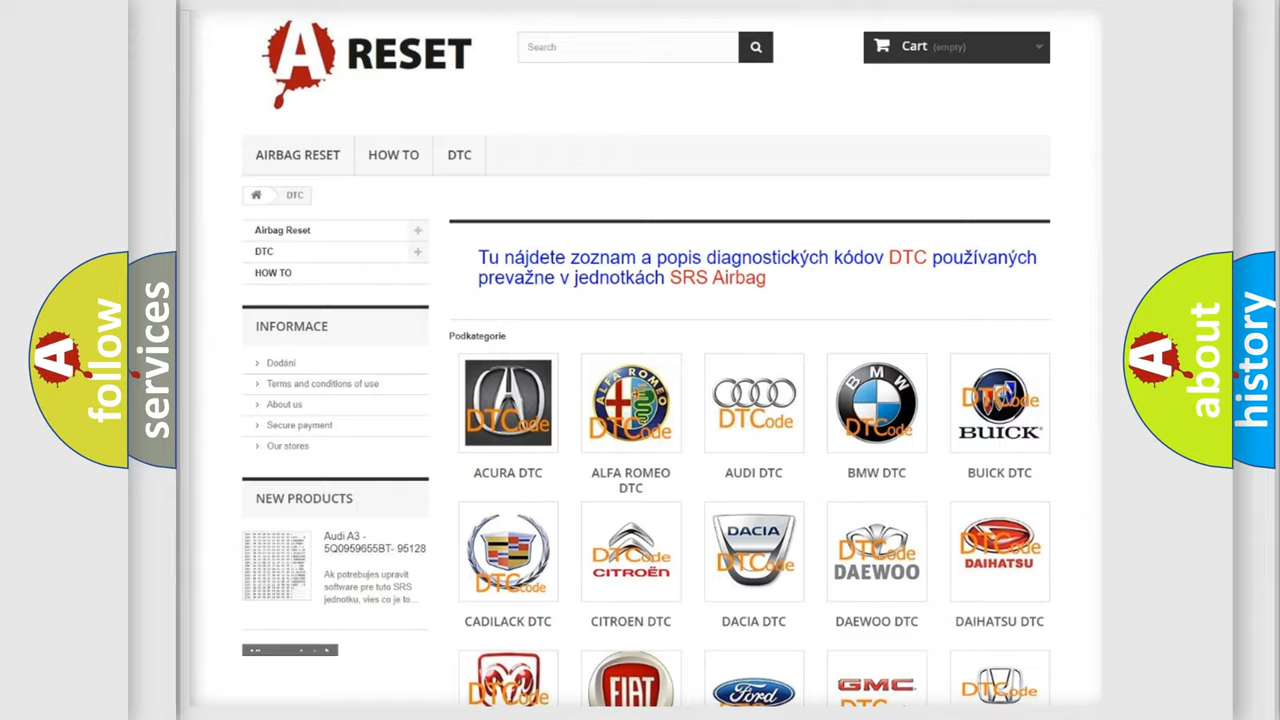 A RESET
Search
Cart (empty)
AIRBAG RESET
HOW TO
DTC
DTC
Airbag Reset
DTC
HOW TO
INFORMACE
Dodání
Terms and conditions of use
About us
Secure payment
Our stores
NEW PRODUCTS
Audi A3 -
5Q0959655BT- 95128
Ak potrebujes upravit
software pre tuto SRS
jednotku, vies co je to...
Tu nájdete zoznam a popis diagnostických kódov DTC používaných
prevažne v jednotkách SRS Airbag
Podkategorie
DTCode
ALFA ROMEO
DTCode
DTCode
BMW
DTCode
DTCode
BUICK
ACURA DTC
ALFA ROMEO
DTC
AUDI DTC
BMW DTC
BUICK DTC
DTCode
DTCode
CITROËN
DACIA
DTCode
DTCode
DAEWOO
DTCode
DAIHATSU
CADILACK DTC
CITROEN DTC
DACIA DTC
DAEWOO DTC
DAIHATSU DTC
DTCode
FIAT
Ford
GMC
DTCode
A
follow
services
A
about
history